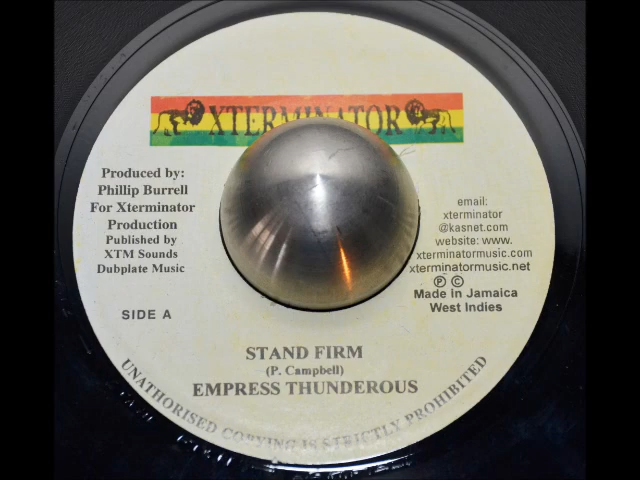 XTERMINATOR
Produced by:
Phillip Burrell
For Xterminator
Production
Published by
XTM Sounds
Dubplate Music
SIDE A
email:
xterminator
@kasnet.com
website: www.
xterminatormusic.com
xterminatormusic.net
℗ ©
Made in Jamaica
West Indies
STAND FIRM
(P. Campbell)
EMPRESS THUNDEROUS
UNATHORISED COPYING IS STRICTLY PROHIBITED